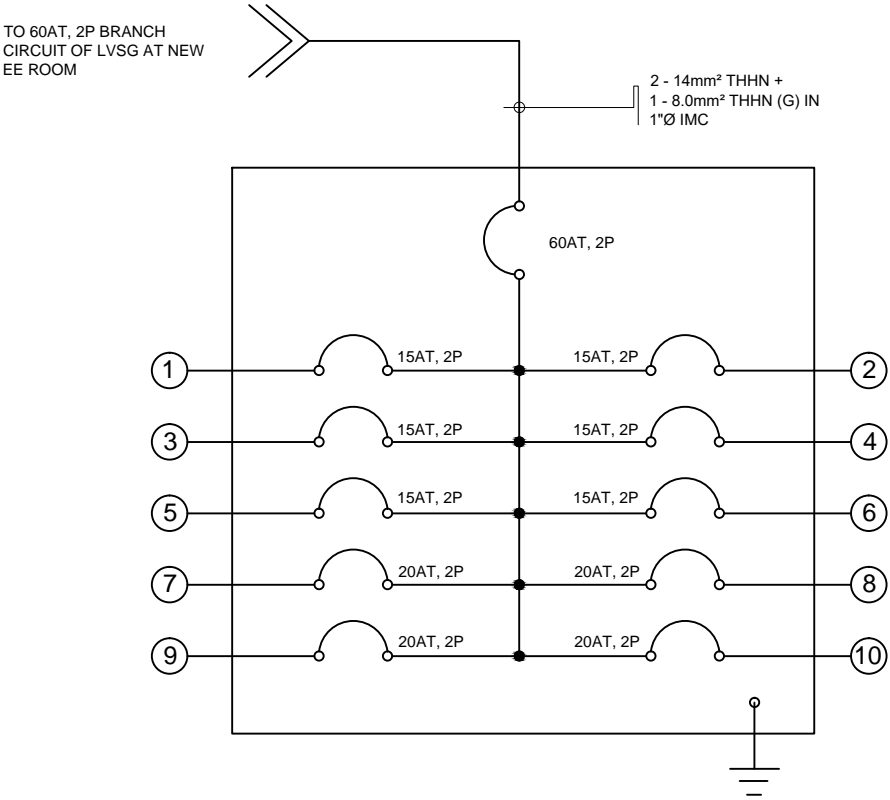 TO 60AT, 2P BRANCH
CIRCUIT OF LVSG AT NEW
EE ROOM
2 - 14mm² THHN +
1 - 8.0mm² THHN (G) IN
1"Ø IMC
60AT, 2P
1 15AT, 2P 15AT, 2P 2
3 15AT, 2P 15AT, 2P 4
5 15AT, 2P 15AT, 2P 6
7 20AT, 2P 20AT, 2P 8
9 20AT, 2P 20AT, 2P 10